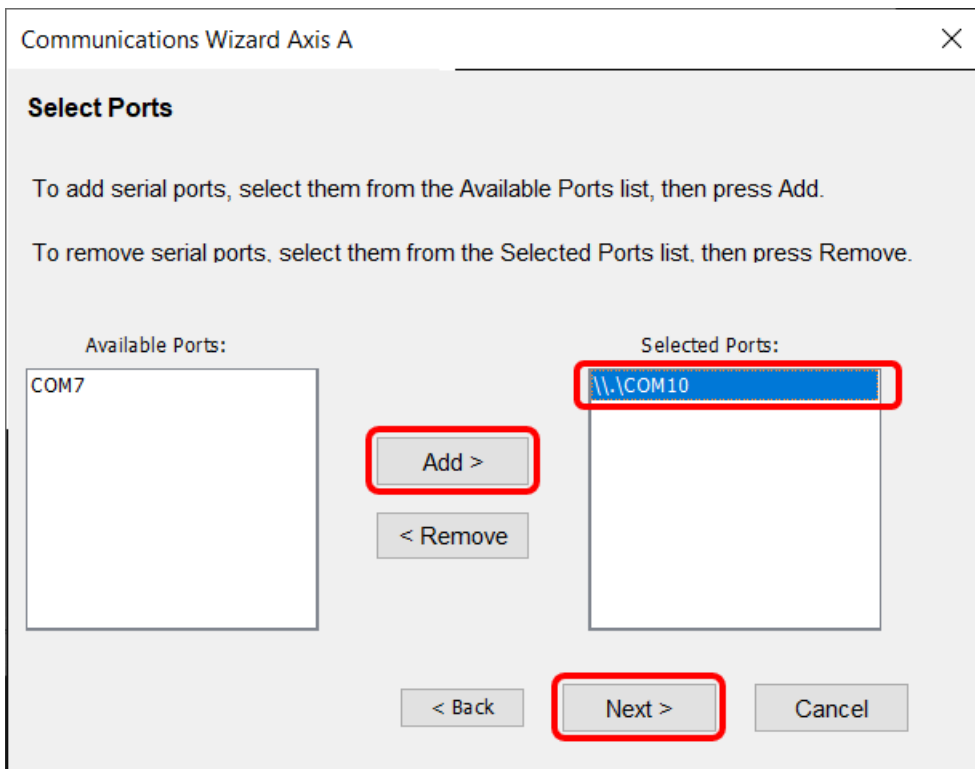 Communications Wizard Axis A
Select Ports
To add serial ports, select them from the Available Ports list, then press Add.
To remove serial ports, select them from the Selected Ports list, then press Remove.
Available Ports:
Selected Ports:
COM7
\\.\COM10
Add >
< Remove
< Back
Next >
Cancel